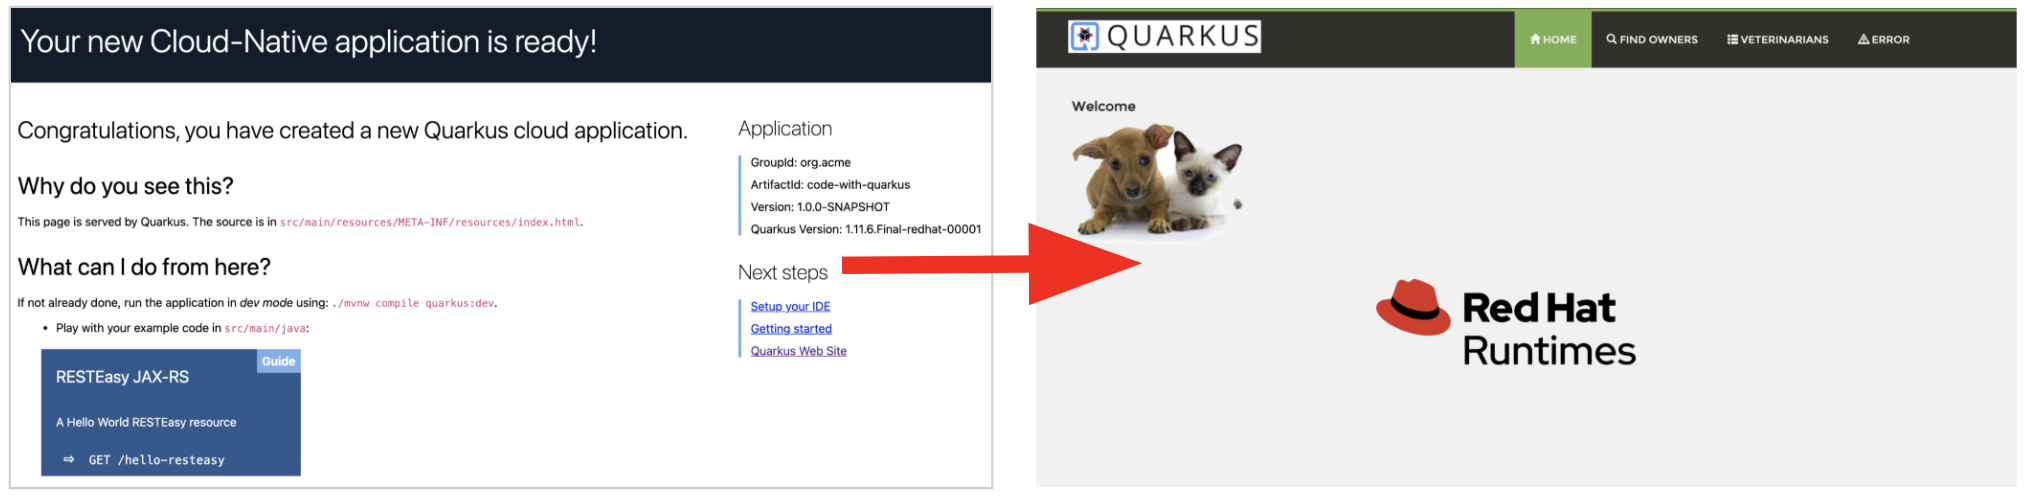 Your new Cloud-Native application is ready!
Congratulations, you have created a new Quarkus cloud application.
Why do you see this?
This page is served by Quarkus. The source is in src/main/resources/META-INF/resources/index.html.
What can I do from here?
If not already done, run the application in dev mode using: ./mvnw compile quarkus:dev.
• Play with your example code in src/main/java:
Guide
RESTEasy JAX-RS
A Hello World RESTEasy resource
⇨ GET /hello-resteasy
Application
GroupId: org.acme
ArtifactId: code-with-quarkus
Version: 1.0.0-SNAPSHOT
Quarkus Version: 1.11.6.Final-redhat-00001
Next steps
Setup your IDE
Getting started
Quarkus Web Site
QUARKUS
HOME FIND OWNERS VETERINARIANS ERROR
Welcome
Red Hat
Runtimes